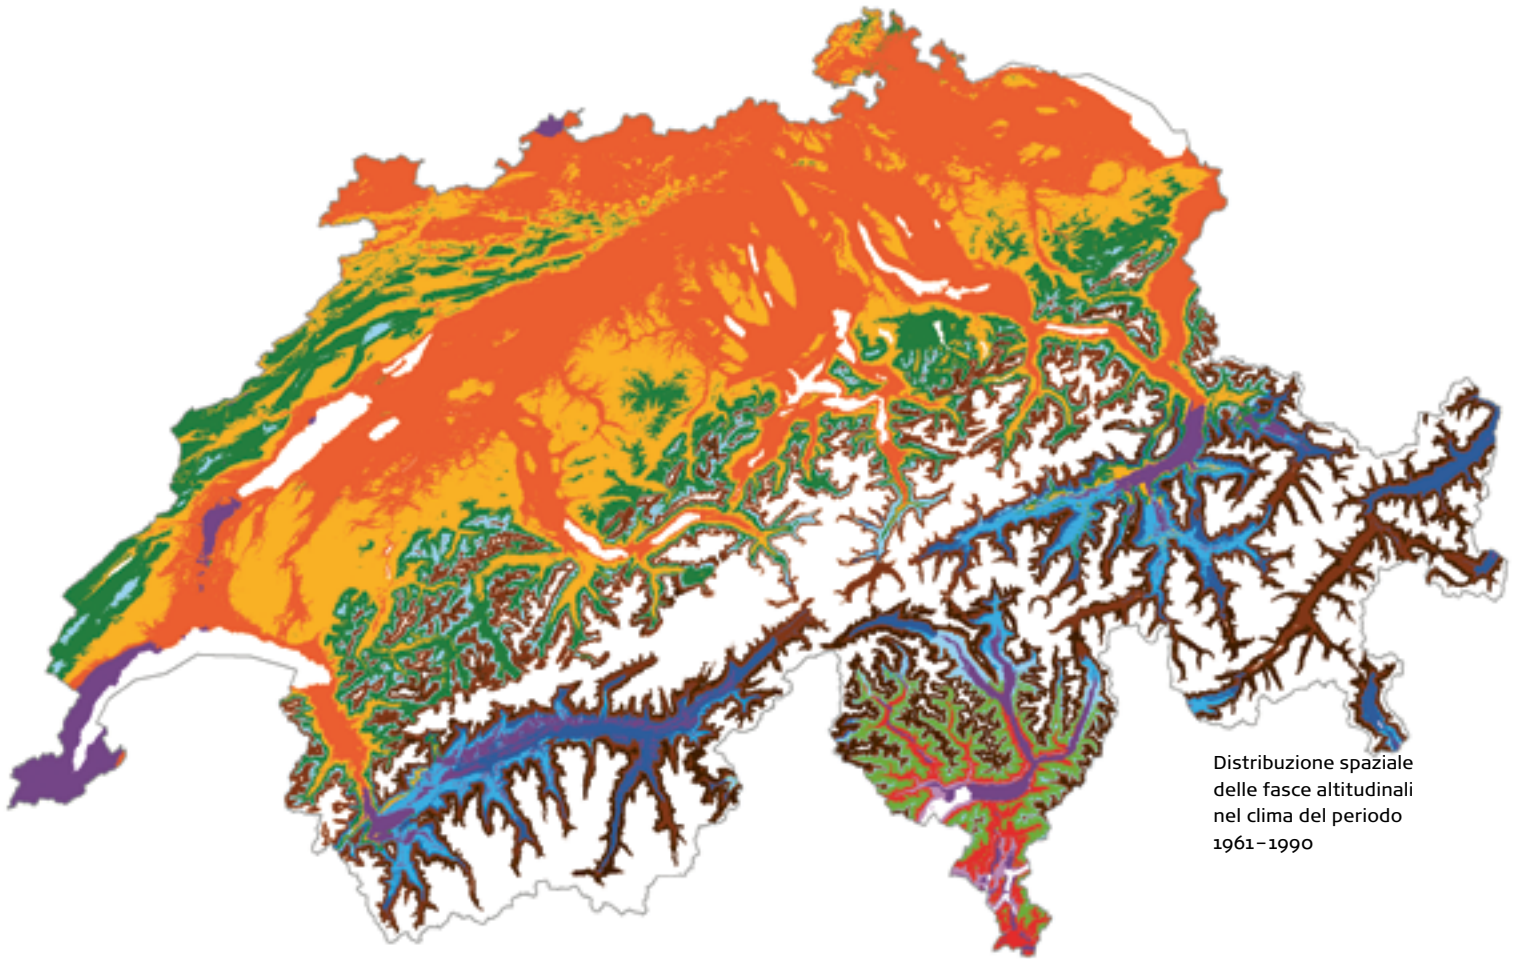 Distribuzione spaziale
delle fasce altitudinali
nel clima del periodo
1961–1990